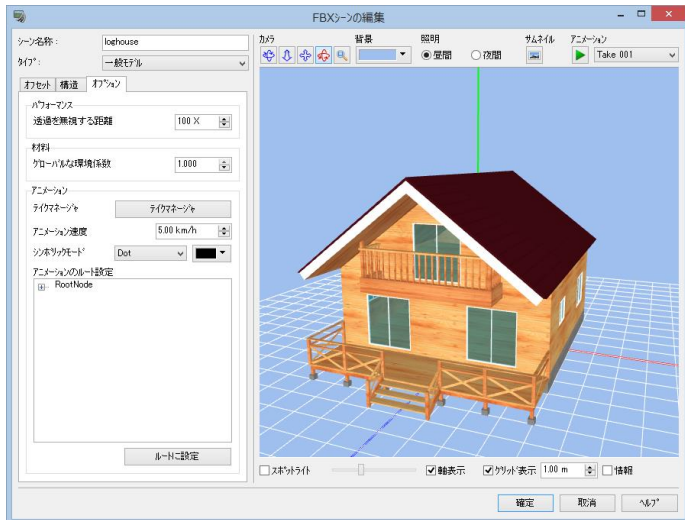 FBXｼｰﾝの編集
ｼｰﾝ名称：
loghouse
ﾀｲﾌﾟ：
一般ﾓﾃﾞﾙ
ｵﾌｾｯﾄ 構造 ｵﾌﾟｼｮﾝ
ﾊﾟﾌｫｰﾏﾝｽ
透過を無視する距離 100 X
材料
ｸﾞﾛｰﾊﾞﾙな環境係数 1.000
ｱﾆﾒｰｼｮﾝ
ﾃｲｸﾏﾈｰｼﾞｬ ﾃｲｸﾏﾈｰｼﾞｬ
ｱﾆﾒｰｼｮﾝ速度 5.00 km/h
ｼﾝﾎﾞﾘｯｸﾓｰﾄﾞ Dot
ｱﾆﾒｰｼｮﾝのﾙｰﾄ設定
RootNode
ﾙｰﾄに設定
ｶﾒﾗ 背景 照明 ｻﾑﾈｲﾙ ｱﾆﾒｰｼｮﾝ
昼間 夜間 Take 001
ｽﾎﾟｯﾄﾗｲﾄ 軸表示 ｸﾞﾘｯﾄﾞ表示 1.00 m 情報
確定 取消 ﾍﾙﾌﾟ